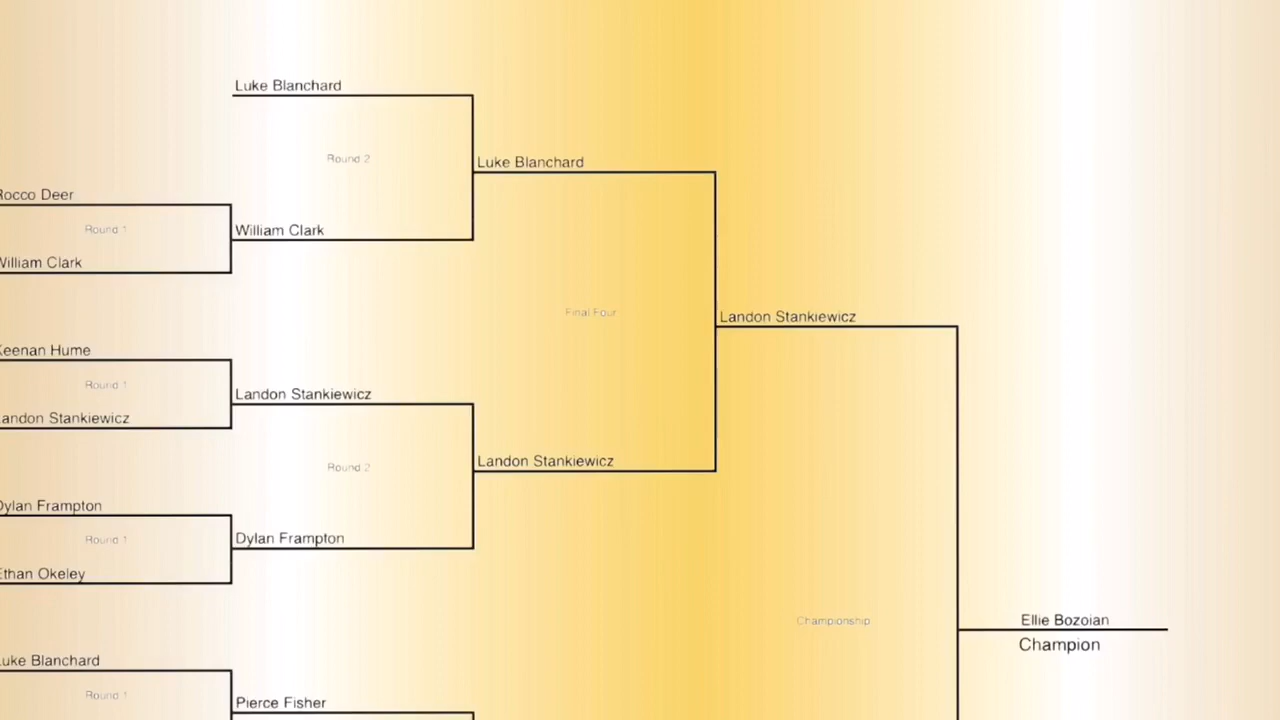 Luke Blanchard
Round 2
Luke Blanchard
Rocco Deer
Round 1
William Clark
William Clark
Final Four
Landon Stankiewicz
Keenan Hume
Round 1
Landon Stankiewicz
Landon Stankiewicz
Round 2
Landon Stankiewicz
Dylan Frampton
Round 1
Dylan Frampton
Ethan Okeley
Championship
Ellie Bozoian
Champion
Luke Blanchard
Round 1
Pierce Fisher